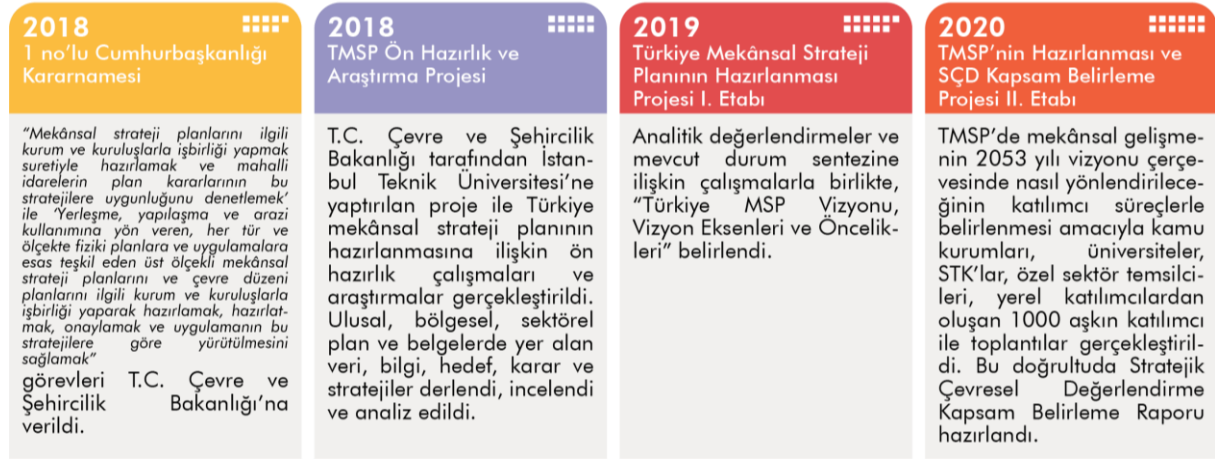 2018
1 no’lu Cumhurbaşkanlığı
Kararnamesi
“Mekânsal strateji planlarını ilgili
kurum ve kuruluşlarla işbirliği yapmak
suretiyle hazırlamak ve mahalli
idarelerin plan kararlarının bu
stratejilere uygunluğunu denetlemek’
ile ‘Yerleşme, yapılaşma ve arazi
kullanımına yön veren, her tür ve
ölçekte fiziki planlara ve uygulamalara
esas teşkil eden üst ölçekli mekânsal
strateji planlarını ve çevre düzeni
planlarını ilgili kurum ve kuruluşlarla
işbirliği yaparak hazırlamak, hazırlat-
mak, onaylamak ve uygulamanın bu
stratejilere göre yürütülmesini
sağlamak”
görevleri T.C. Çevre ve
Şehircilik Bakanlığı’na
verildi.
2018
TMSP Ön Hazırlık ve
Araştırma Projesi
T.C. Çevre ve Şehircilik
Bakanlığı tarafından İstan-
bul Teknik Üniversitesi’ne
yaptırılan proje ile Türkiye
mekânsal strateji planının
hazırlanmasına ilişkin ön
hazırlık çalışmaları ve
araştırmalar gerçekleştirildi.
Ulusal, bölgesel, sektörel
plan ve belgelerde yer alan
veri, bilgi, hedef, karar ve
stratejiler derlendi, incelendi
ve analiz edildi.
2019
Türkiye Mekânsal Strateji
Planının Hazırlanması
Projesi I. Etabı
Analitik değerlendirmeler ve
mevcut durum sentezine
ilişkin çalışmalarla birlikte,
“Türkiye MSP Vizyonu,
Vizyon Eksenleri ve Öncelik-
leri” belirlendi.
2020
TMSP’nin Hazırlanması ve
SÇD Kapsam Belirleme
Projesi II. Etabı
TMSP’de mekânsal gelişme-
nin 2053 yılı vizyonu çerçe-
vesinde nasıl yönlendirilece-
ğinin katılımcı süreçlerle
belirlenmesi amacıyla kamu
kurumları, üniversiteler,
STK’lar, özel sektör temsilci-
leri, yerel katılımcılardan
oluşan 1000 aşkın katılımcı
ile toplantılar gerçekleştiril-
di. Bu doğrultuda Stratejik
Çevresel Değerlendirme
Kapsam Belirleme Raporu
hazırlandı.